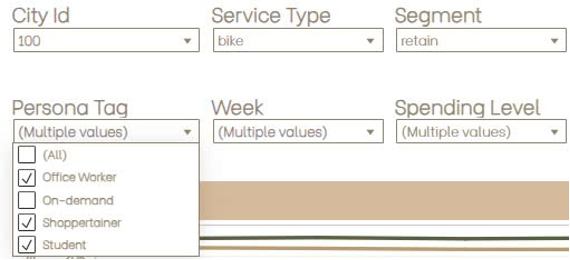 City Id Service Type Segment
100 bike retain
Persona Tag Week Spending Level
(Multiple values) (Multiple values) (Multiple values)
(All)
Office Worker
On-demand
Shoppertainer
Student